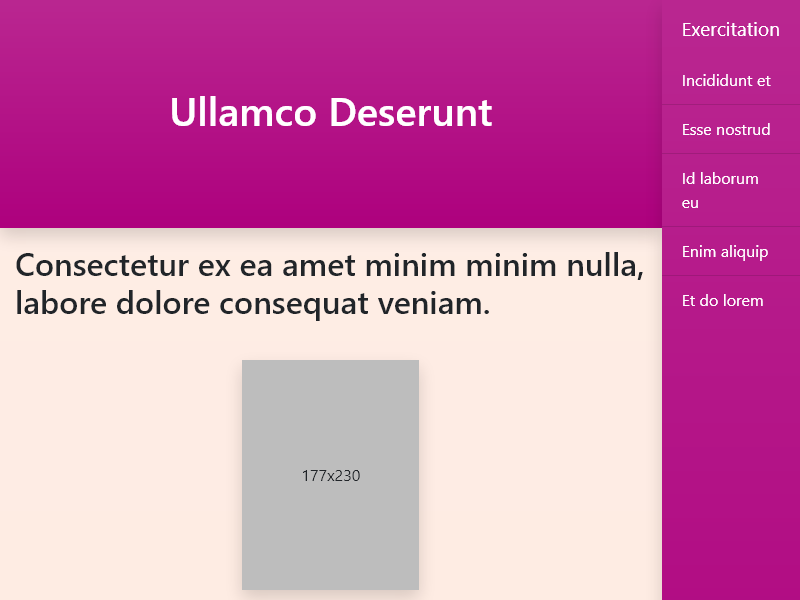 Ullamco Deserunt
Exercitation
Incididunt et
Esse nostrud
Id laborum
eu
Enim aliquip
Et do lorem
Consectetur ex ea amet minim minim nulla,
labore dolore consequat veniam.
177x230